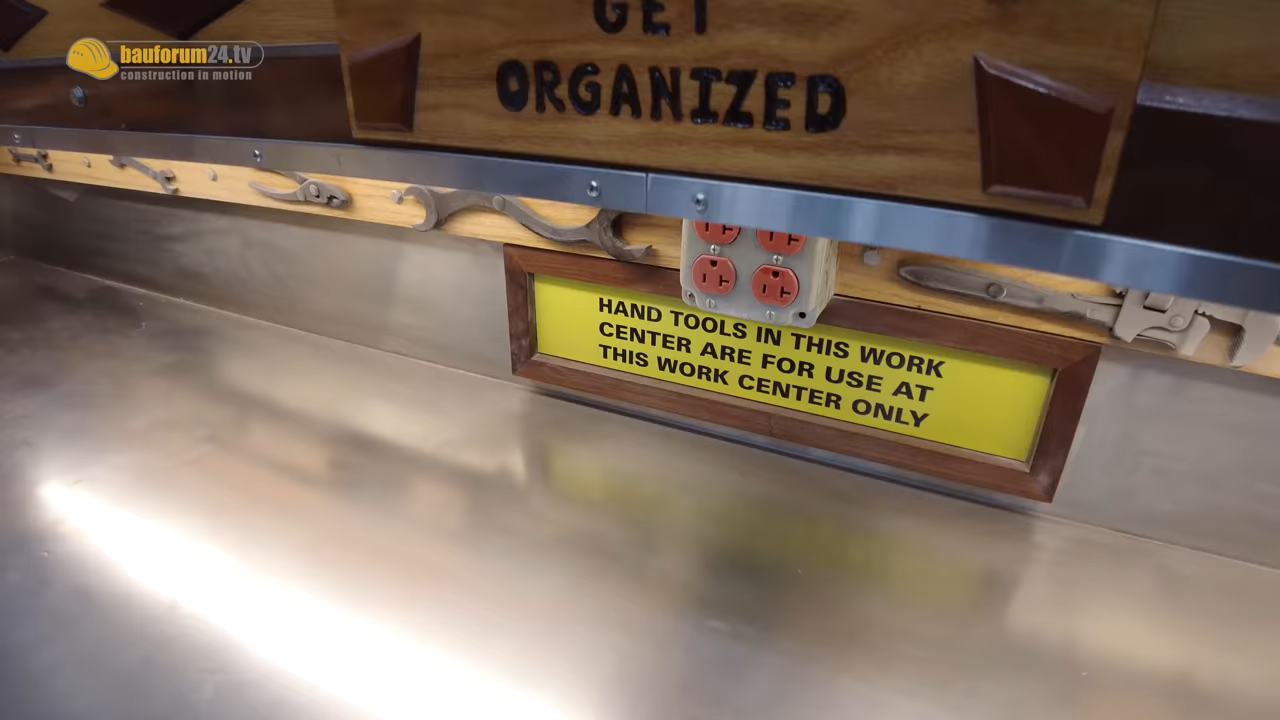 bauforum24.tv
construction in motion
GET
ORGANIZED
HAND TOOLS IN THIS WORK
CENTER ARE FOR USE AT
THIS WORK CENTER ONLY